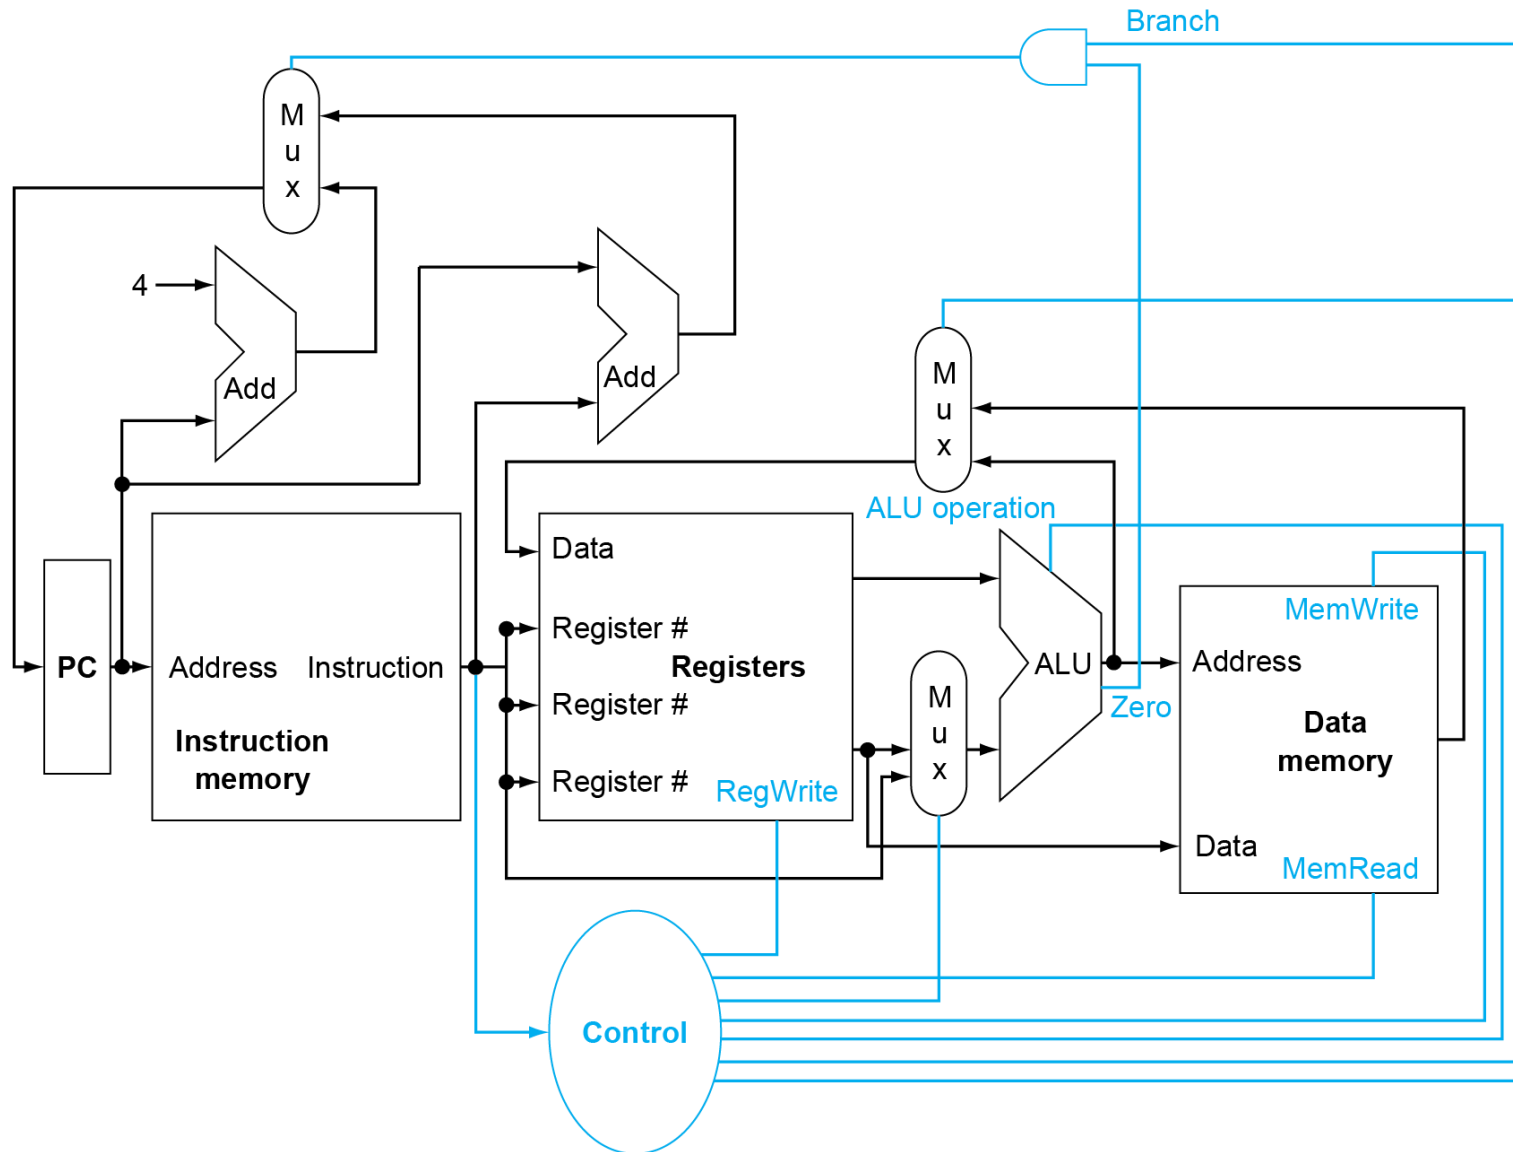 Branch
M
u
x
4
Add
Add
M
u
x
ALU operation
Data
MemWrite
Register #
PC
Address
Instruction
Registers
ALU
Address
M
u
x
Register #
Zero
Instruction
memory
Data
memory
Register #
RegWrite
Data
MemRead
Control